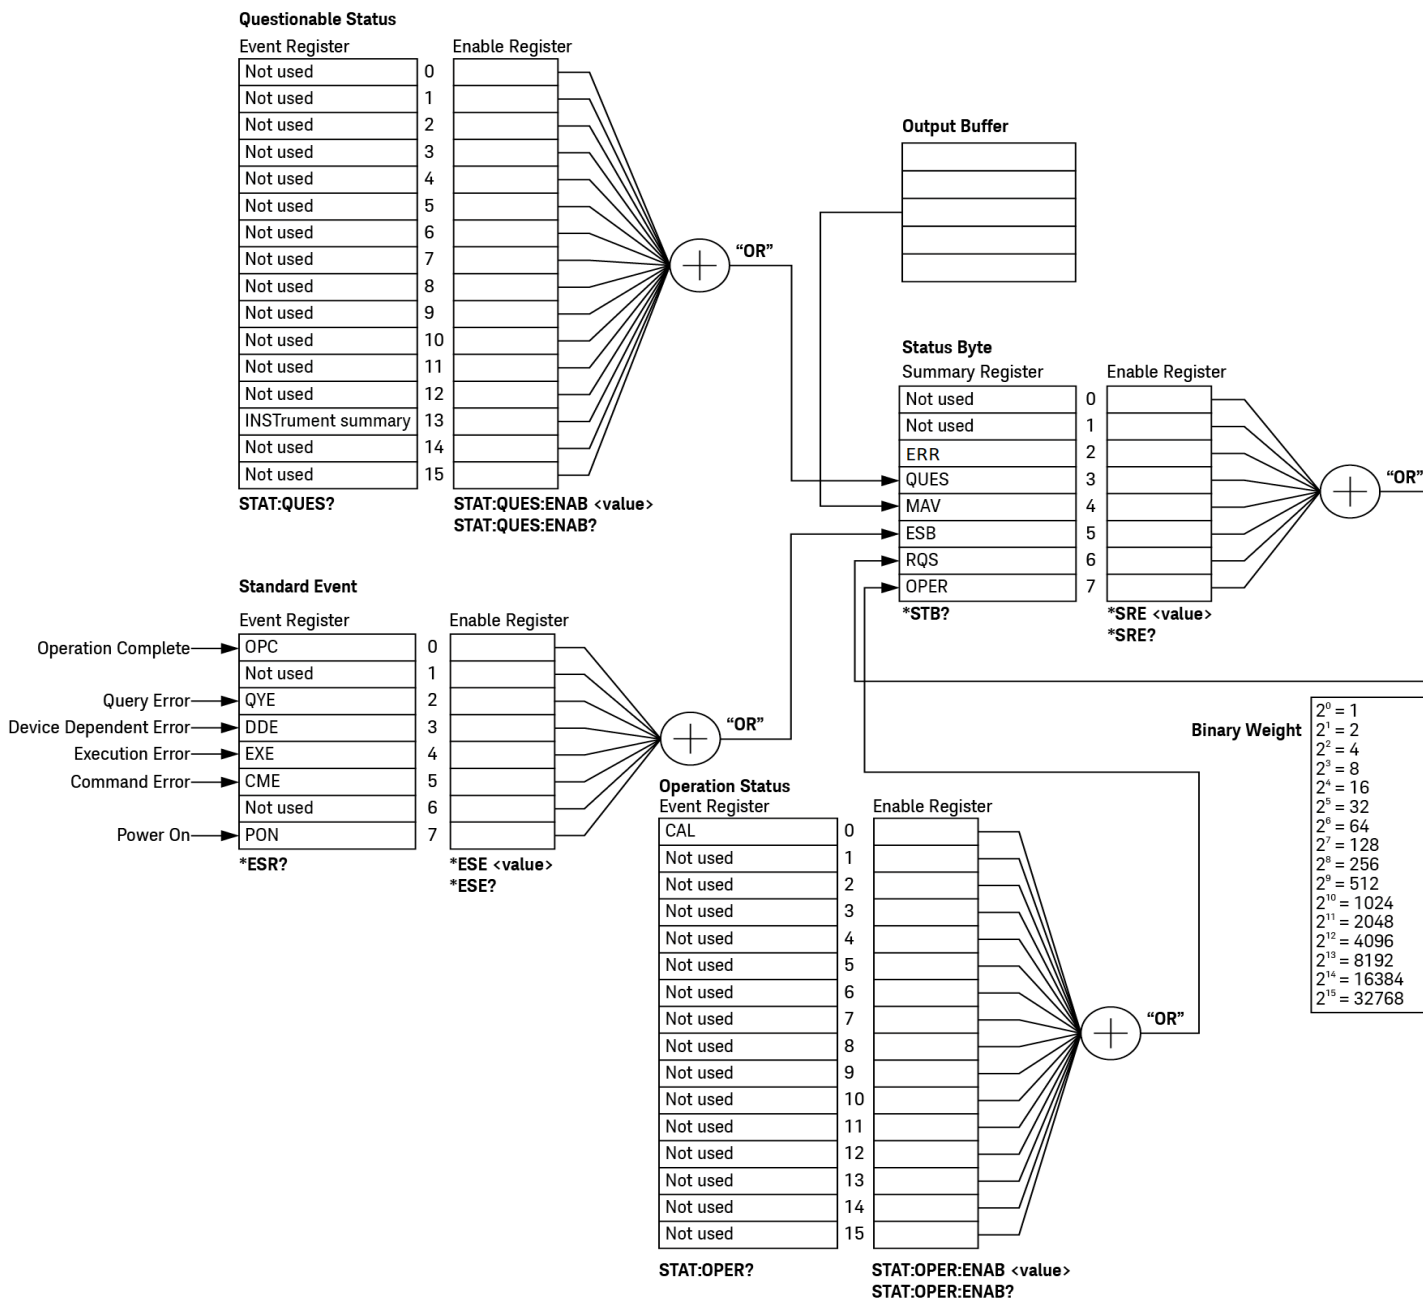 Questionable Status
Event Register Enable Register
Not used 0
Not used 1
Not used 2
Not used 3
Not used 4
Not used 5
Not used 6
Not used 7
Not used 8
Not used 9
Not used 10
Not used 11
Not used 12
INSTrument summary 13
Not used 14
Not used 15
STAT:QUES? STAT:QUES:ENAB <value>
STAT:QUES:ENAB?
“OR”
Output Buffer
Status Byte
Summary Register Enable Register
Not used 0
Not used 1
ERR 2
QUES 3
MAV 4
ESB 5
RQS 6
OPER 7
*STB? *SRE <value>
*SRE?
“OR”
Standard Event
Event Register Enable Register
Operation Complete OPC 0
Not used 1
Query Error QYE 2
Device Dependent Error DDE 3
Execution Error EXE 4
Command Error CME 5
Not used 6
Power On PON 7
*ESR? *ESE <value>
*ESE?
“OR”
Operation Status
Event Register Enable Register
CAL 0
Not used 1
Not used 2
Not used 3
Not used 4
Not used 5
Not used 6
Not used 7
Not used 8
Not used 9
Not used 10
Not used 11
Not used 12
Not used 13
Not used 14
Not used 15
STAT:OPER? STAT:OPER:ENAB <value>
STAT:OPER:ENAB?
“OR”
Binary Weight
2⁰ = 1
2¹ = 2
2² = 4
2³ = 8
2⁴ = 16
2⁵ = 32
2⁶ = 64
2⁷ = 128
2⁸ = 256
2⁹ = 512
2¹⁰ = 1024
2¹¹ = 2048
2¹² = 4096
2¹³ = 8192
2¹⁴ = 16384
2¹⁵ = 32768